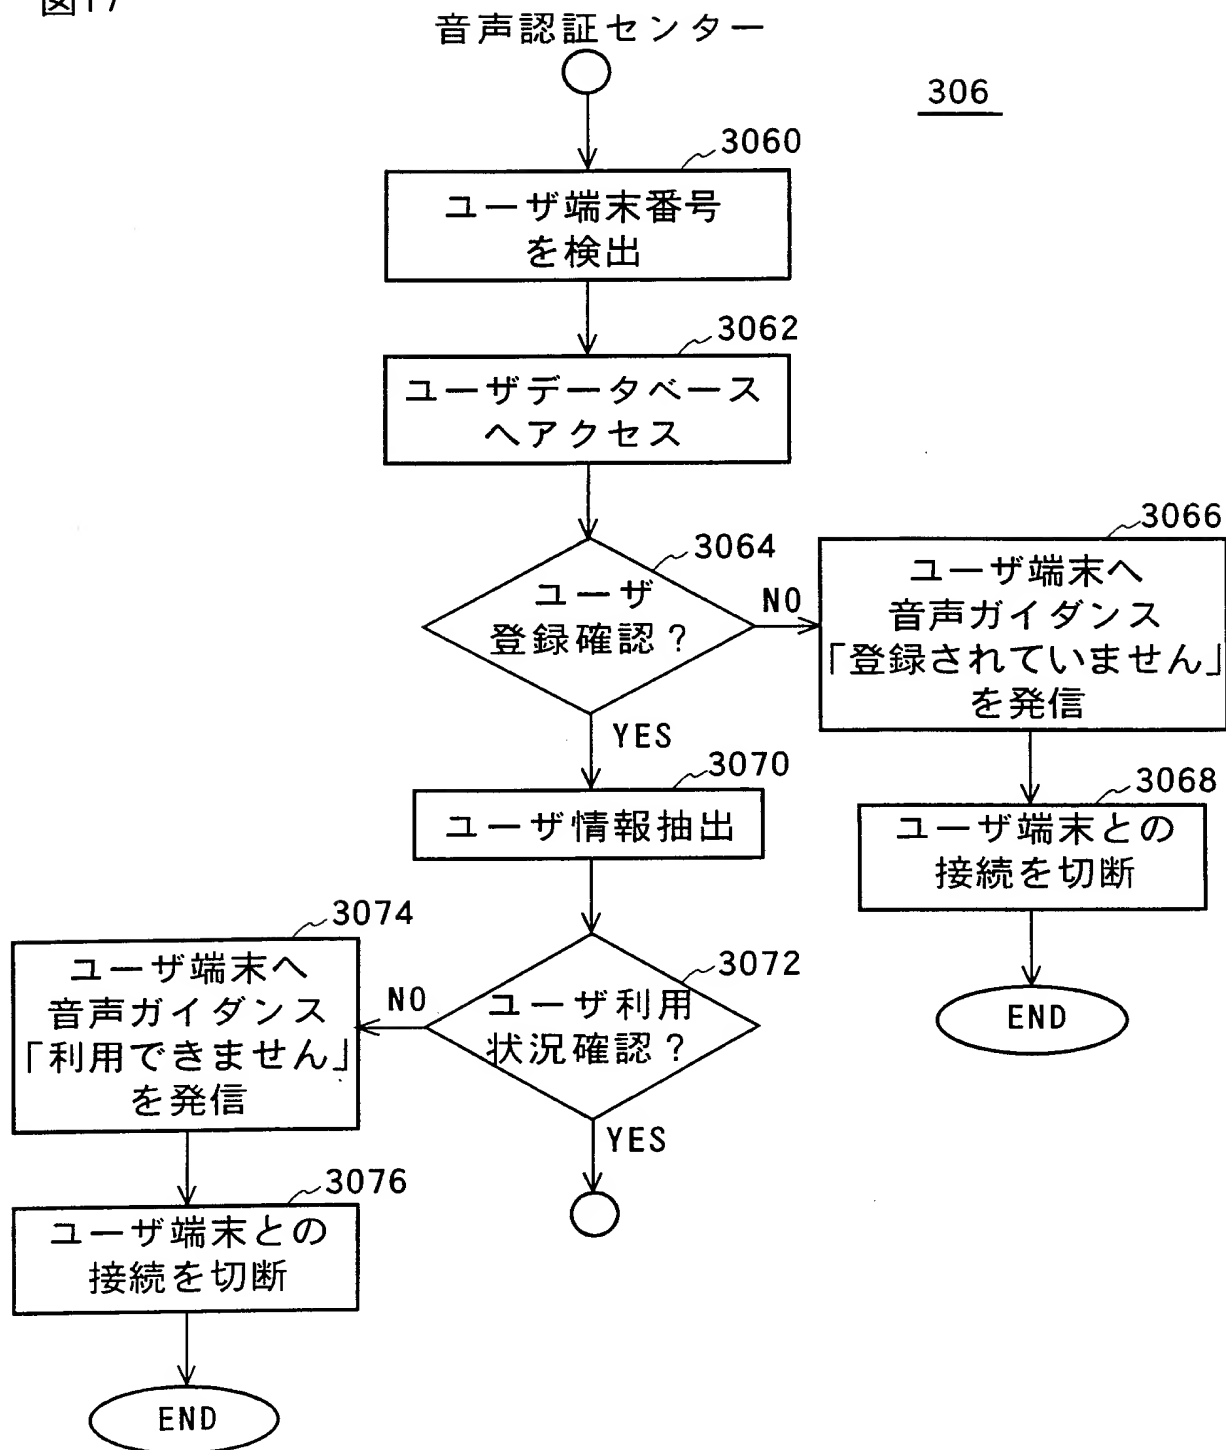 図17
音声認証センター
306
3060
ユーザ端末番号
を検出
3062
ユーザデータベース
へアクセス
3064
ユーザ
登録確認？
NO
YES
3066
ユーザ端末へ
音声ガイダンス
「登録されていません」
を発信
3068
ユーザ端末との
接続を切断
END
3070
ユーザ情報抽出
3072
ユーザ利用
状況確認？
NO
YES
3074
ユーザ端末へ
音声ガイダンス
「利用できません」
を発信
3076
ユーザ端末との
接続を切断
END